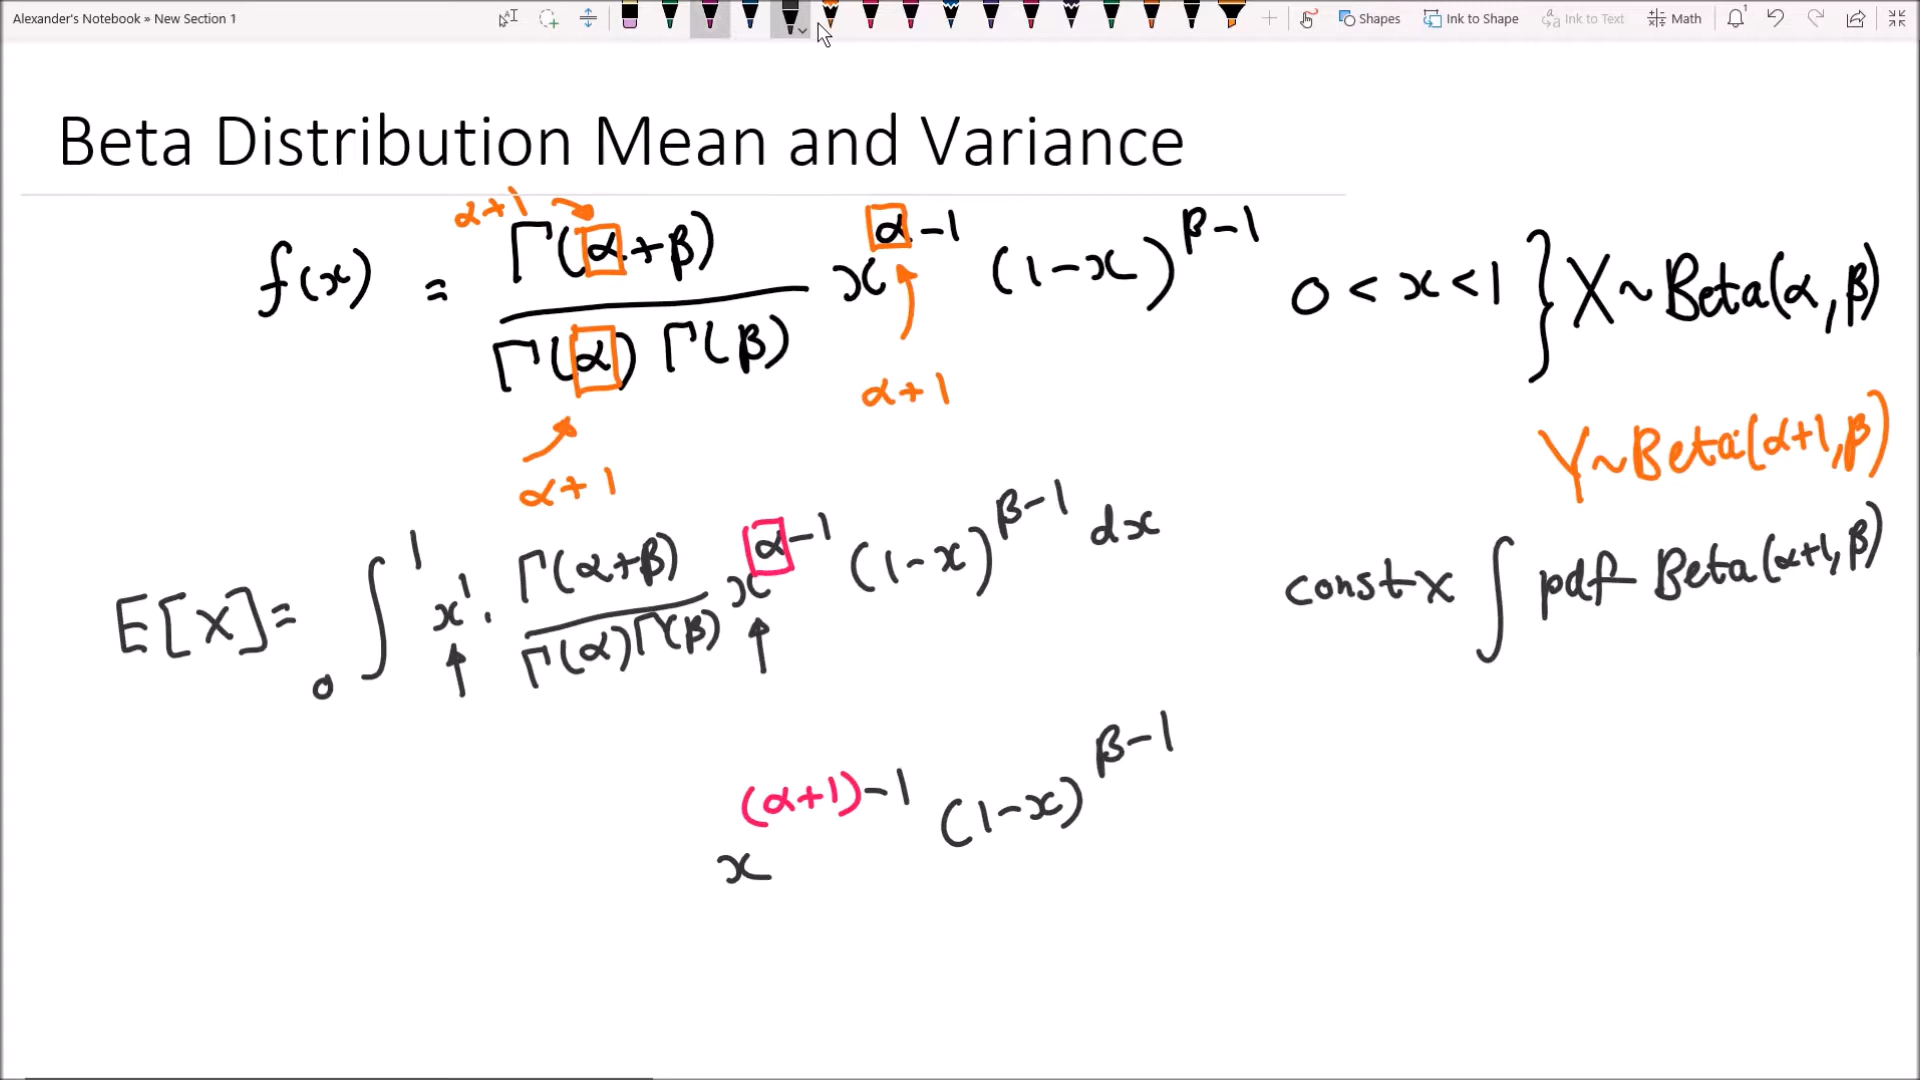 Alexander's Notebook » New Section 1
Shapes Ink to Shape Ink to Text Math
Beta Distribution Mean and Variance
α+1
f(x) = Γ(α+β) / Γ(α) Γ(β) x^(α-1) (1-x)^(β-1) 0 < x < 1 } X ~ Beta(α, β)
α+1
α+1
Y ~ Beta(α+1, β)
E[X] = ∫₀¹ x¹ · Γ(α+β) / Γ(α)Γ(β) x^(α-1) (1-x)^(β-1) dx
const x ∫ pdf Beta(α+1, β)
x^((α+1)-1) (1-x)^(β-1)